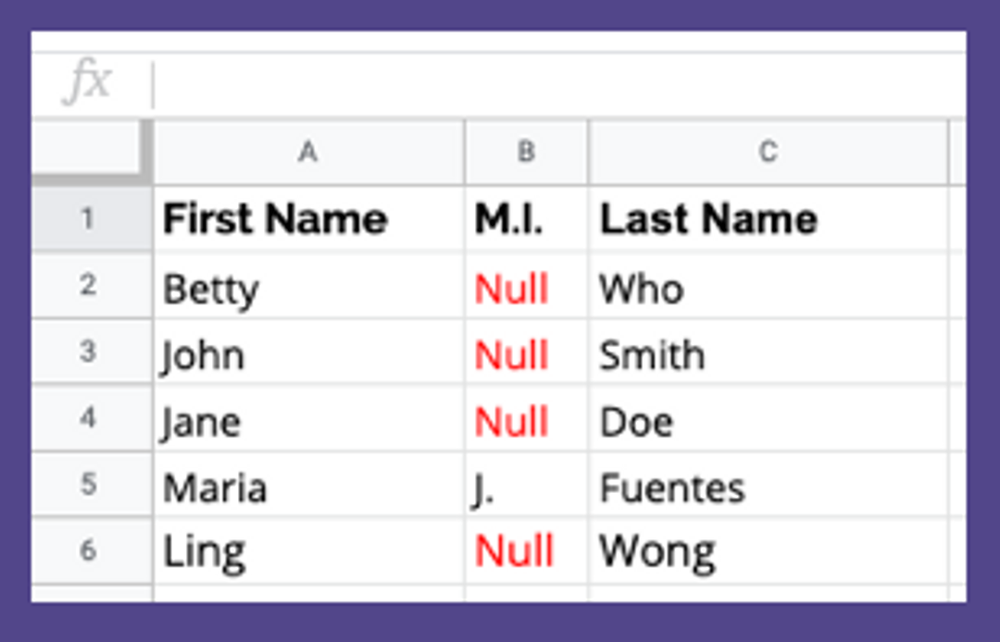 fx
A B C
1 First Name M.I. Last Name
2 Betty Null Who
3 John Null Smith
4 Jane Null Doe
5 Maria J. Fuentes
6 Ling Null Wong